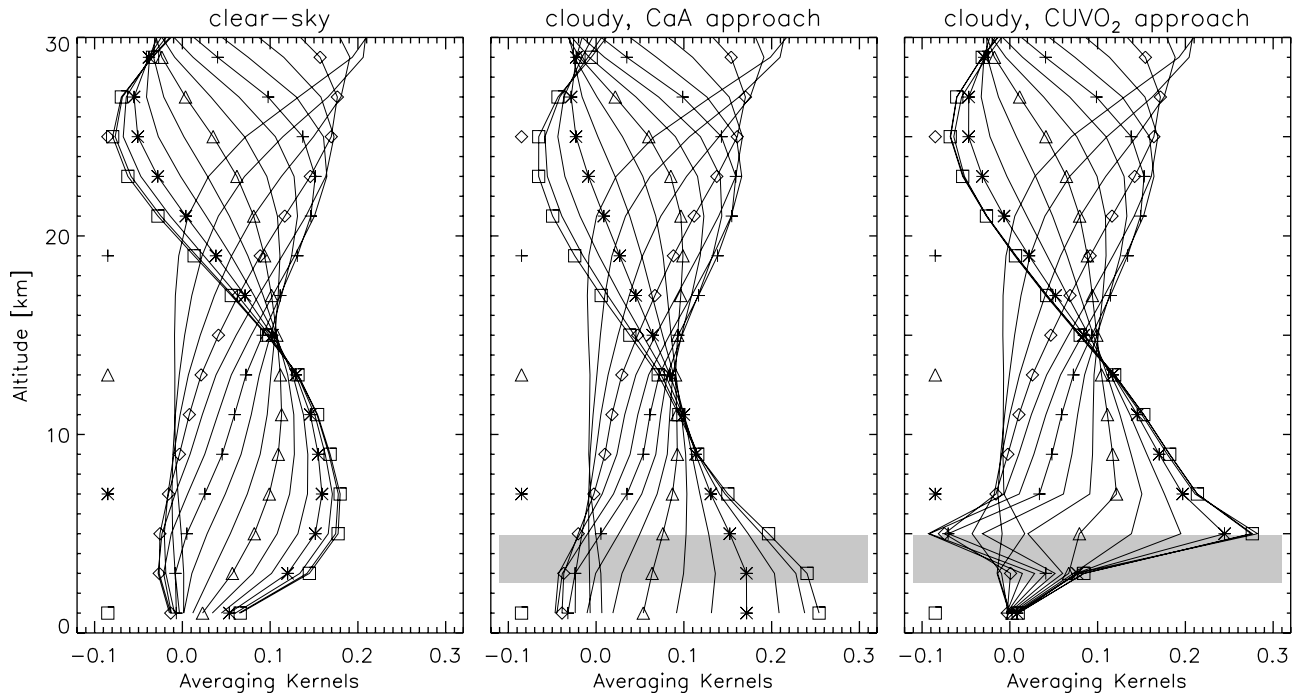 clear-sky
cloudy, CaA approach
cloudy, CUVO₂ approach
30
20
10
0
Altitude [km]
-0.1 0.0 0.1 0.2 0.3
-0.1 0.0 0.1 0.2 0.3
-0.1 0.0 0.1 0.2 0.3
Averaging Kernels
Averaging Kernels
Averaging Kernels